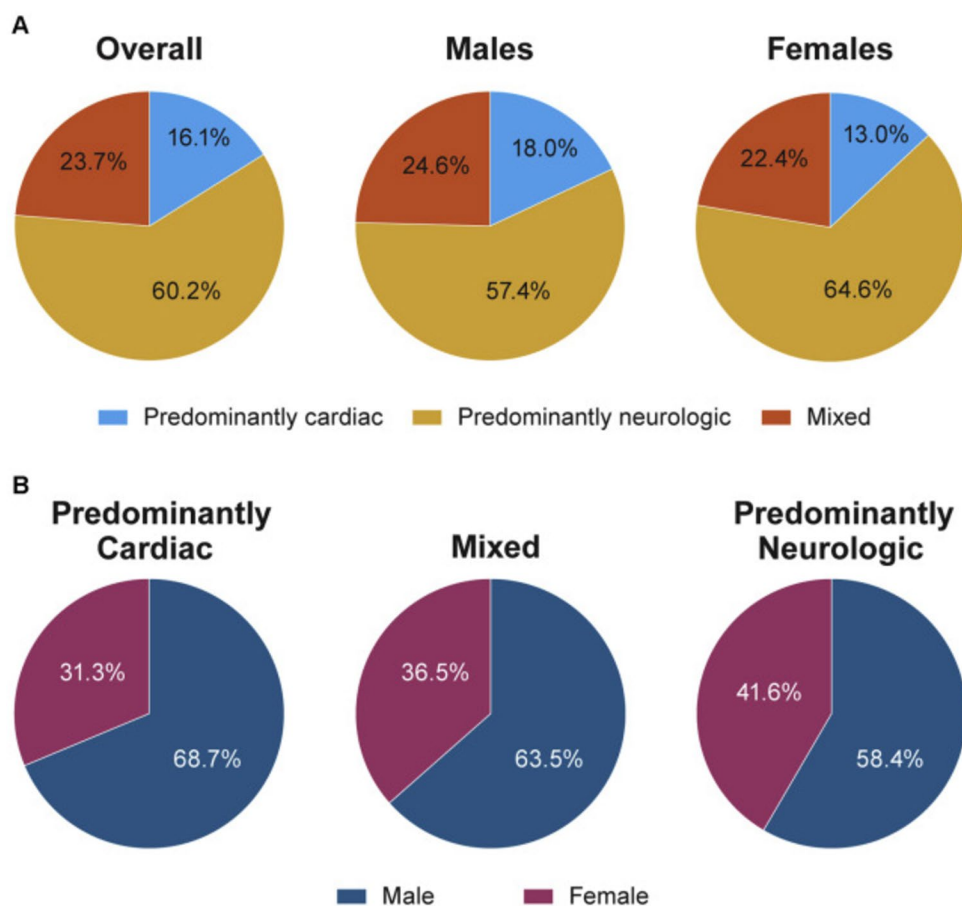 A
Overall
Males
Females
16.1%
23.7%
60.2%
18.0%
24.6%
57.4%
13.0%
22.4%
64.6%
Predominantly cardiac
Predominantly neurologic
Mixed
B
Predominantly
Cardiac
Mixed
Predominantly
Neurologic
31.3%
68.7%
36.5%
63.5%
41.6%
58.4%
Male
Female